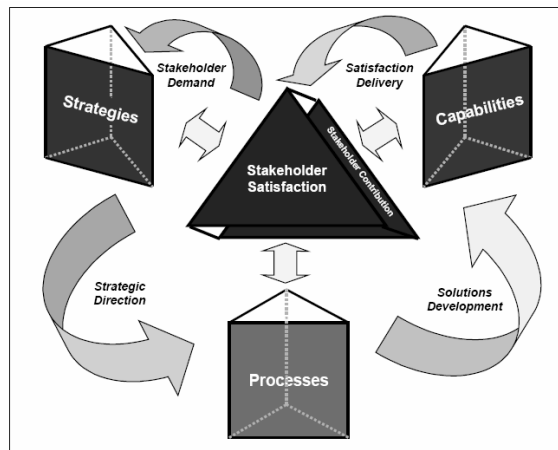 Stakeholder
Demand
Satisfaction
Delivery
Strategies
Capabilities
Stakeholder
Satisfaction
Stakeholder Contribution
Strategic
Direction
Solutions
Development
Processes